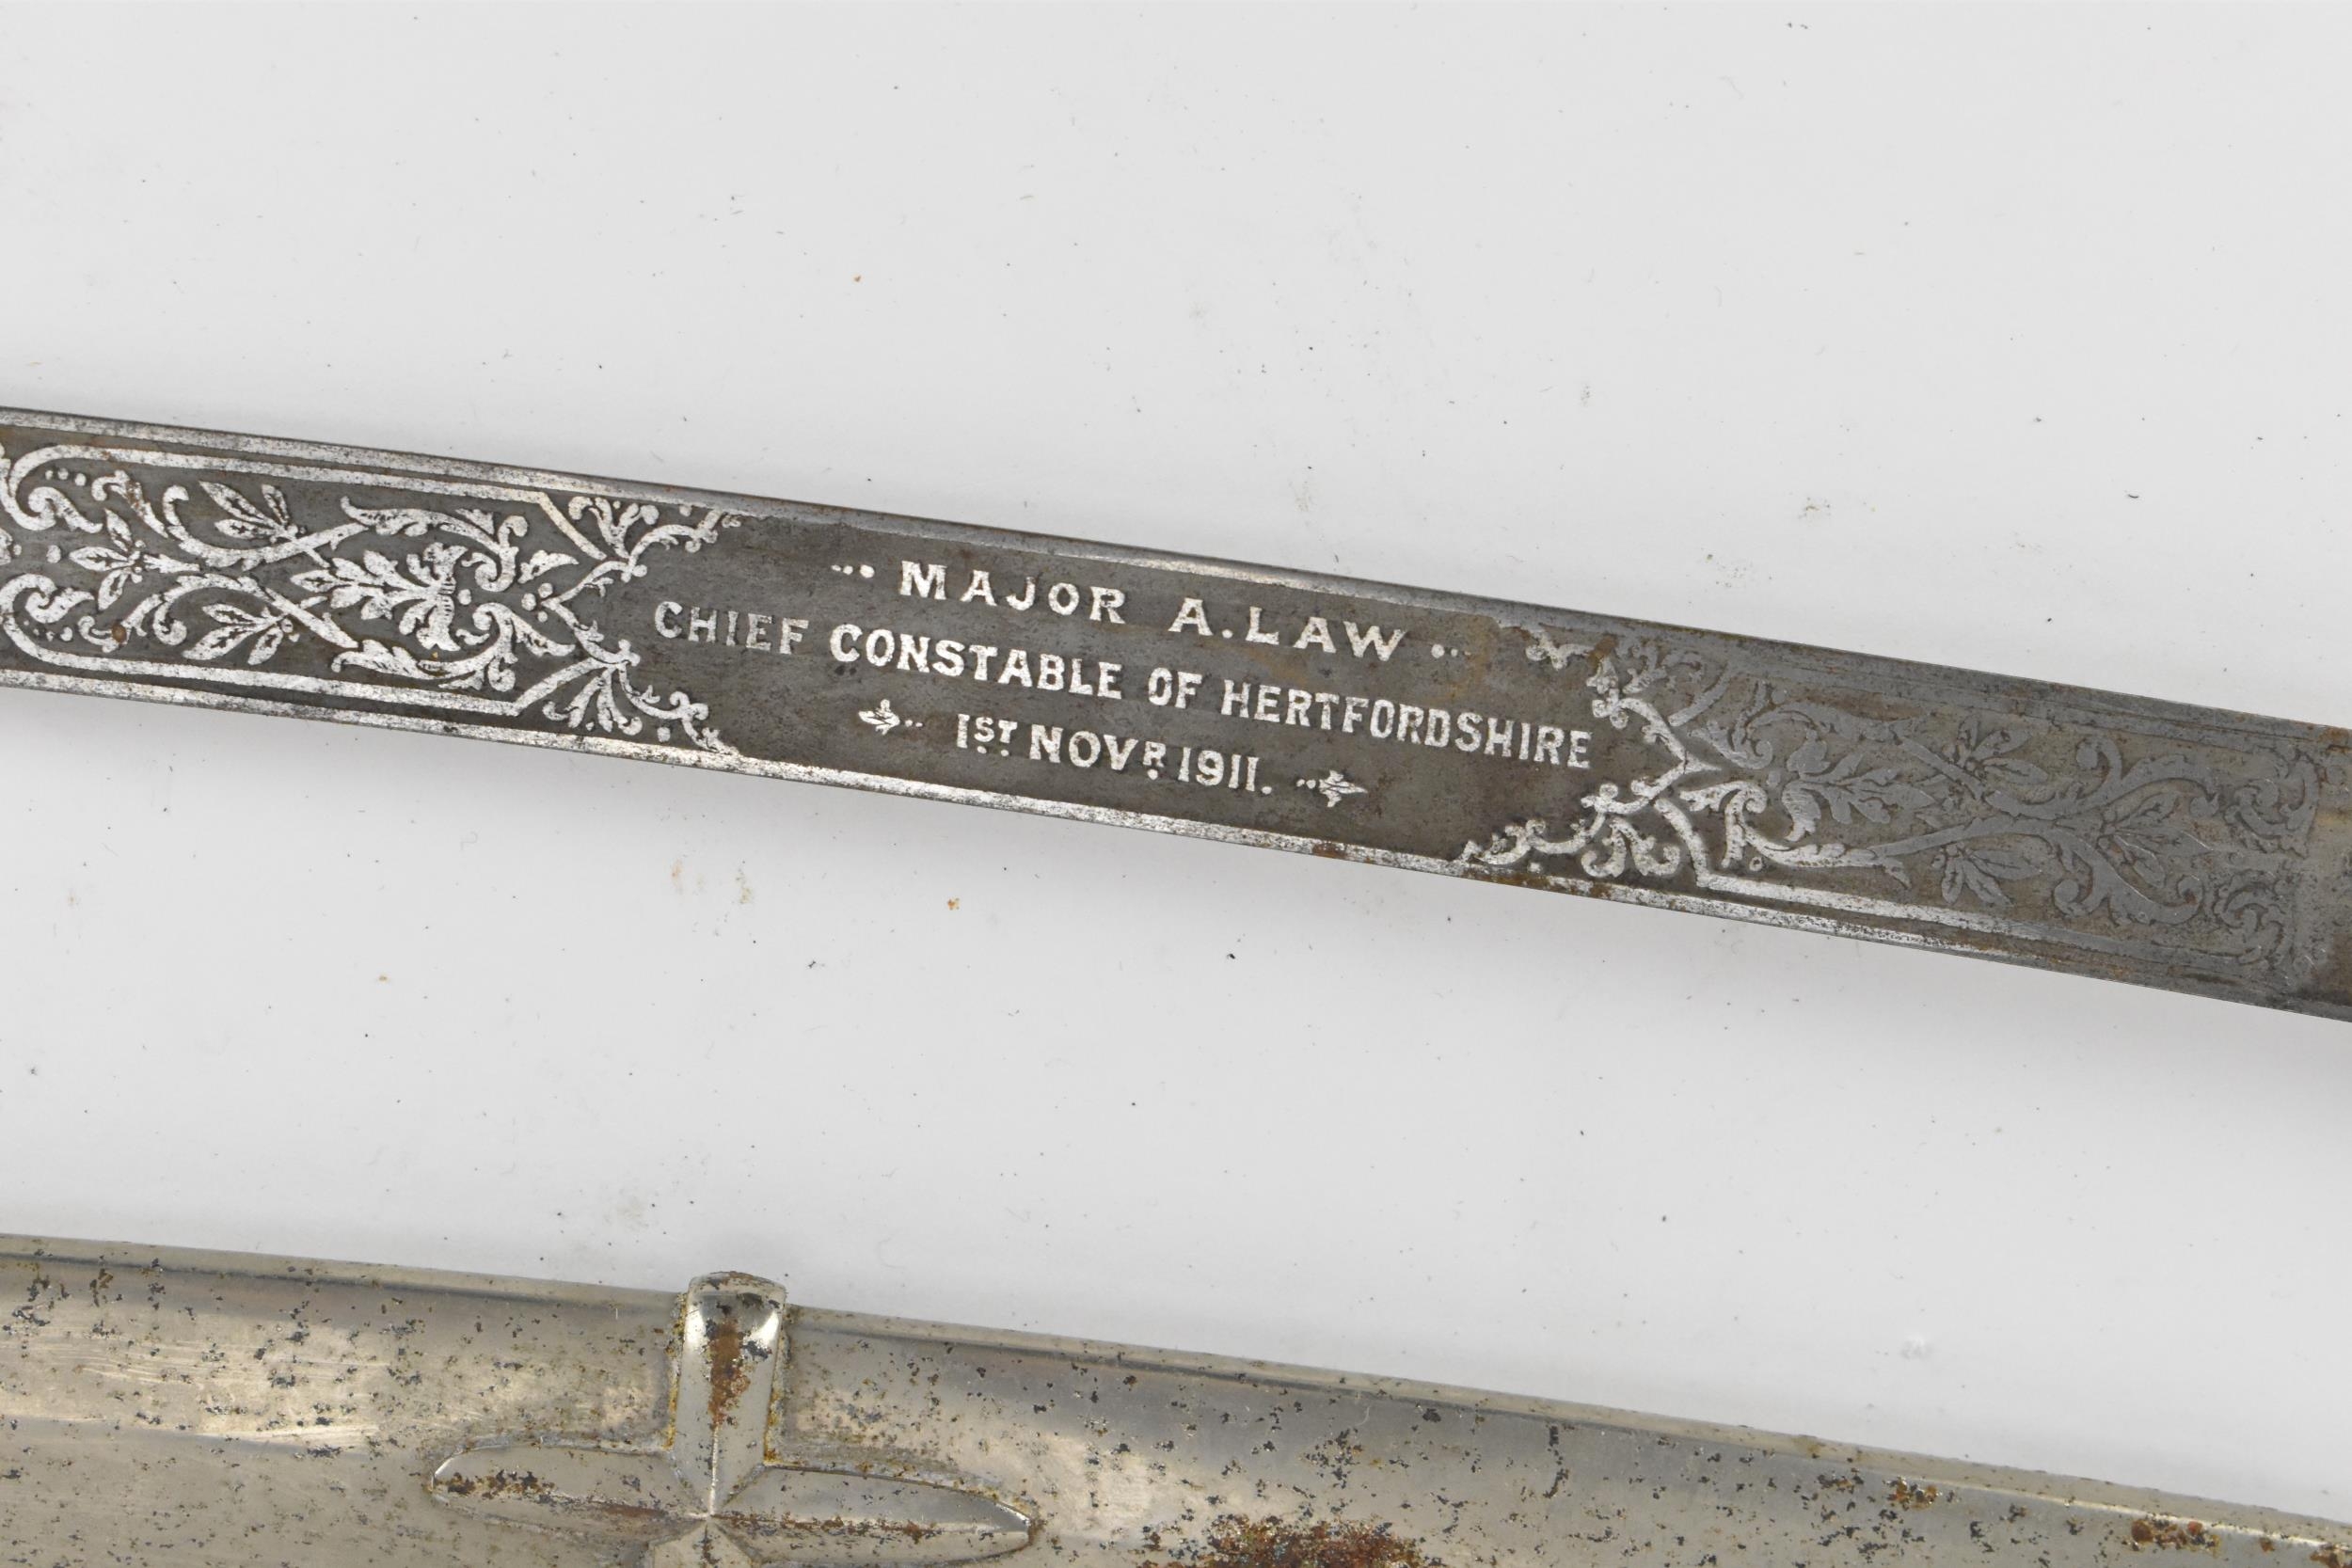 MAJOR A. LAW
CHIEF CONSTABLE OF HERTFORDSHIRE
1ST NOVR 1911.